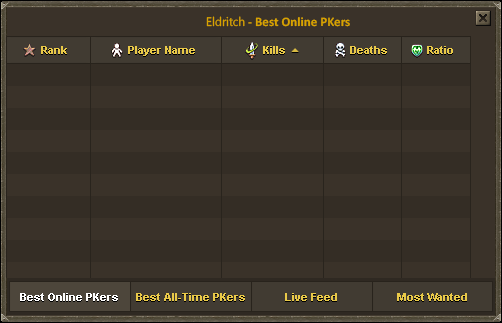 Eldritch - Best Online PKers
Rank Player Name Kills Deaths Ratio
Best Online PKers Best All-Time PKers Live Feed Most Wanted